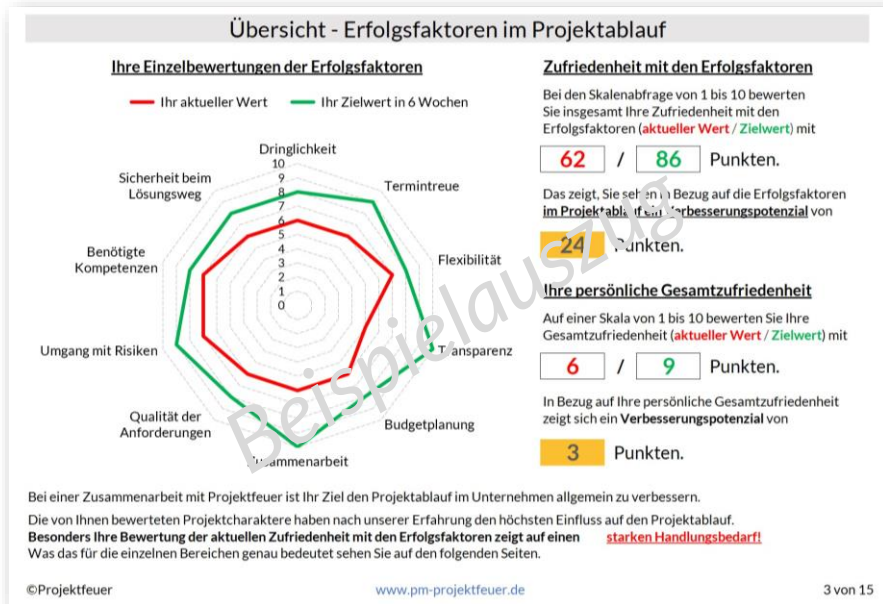 Übersicht - Erfolgsfaktoren im Projektablauf
Ihre Einzelbewertungen der Erfolgsfaktoren
Ihr aktueller Wert
Ihr Zielwert in 6 Wochen
Dringlichkeit
Termintreue
Flexibilität
Transparenz
Budgetplanung
Zusammenarbeit
Qualität der
Anforderungen
Umgang mit Risiken
Benötigte
Kompetenzen
Sicherheit beim
Lösungsweg
10
9
8
7
6
5
4
3
2
1
0
Zufriedenheit mit den Erfolgsfaktoren
Bei den Skalenabfrage von 1 bis 10 bewerten
Sie insgesamt Ihre Zufriedenheit mit den
Erfolgsfaktoren (aktueller Wert / Zielwert) mit
62 / 86 Punkten.
Das zeigt, Sie sehen in Bezug auf die Erfolgsfaktoren
im Projektablauf ein Verbesserungspotenzial von
24 Punkten.
Ihre persönliche Gesamtzufriedenheit
Auf einer Skala von 1 bis 10 bewerten Sie Ihre
Gesamtzufriedenheit (aktueller Wert / Zielwert) mit
6 / 9 Punkten.
In Bezug auf Ihre persönliche Gesamtzufriedenheit
zeigt sich ein Verbesserungspotenzial von
3 Punkten.
Beispielauszug
Bei einer Zusammenarbeit mit Projektfeuer ist Ihr Ziel den Projektablauf im Unternehmen allgemein zu verbessern.
Die von Ihnen bewerteten Projektcharaktere haben nach unserer Erfahrung den höchsten Einfluss auf den Projektablauf.
Besonders Ihre Bewertung der aktuellen Zufriedenheit mit den Erfolgsfaktoren zeigt auf einen starken Handlungsbedarf!
Was das für die einzelnen Bereichen genau bedeutet sehen Sie auf den folgenden Seiten.
©Projektfeuer
www.pm-projektfeuer.de
3 von 15